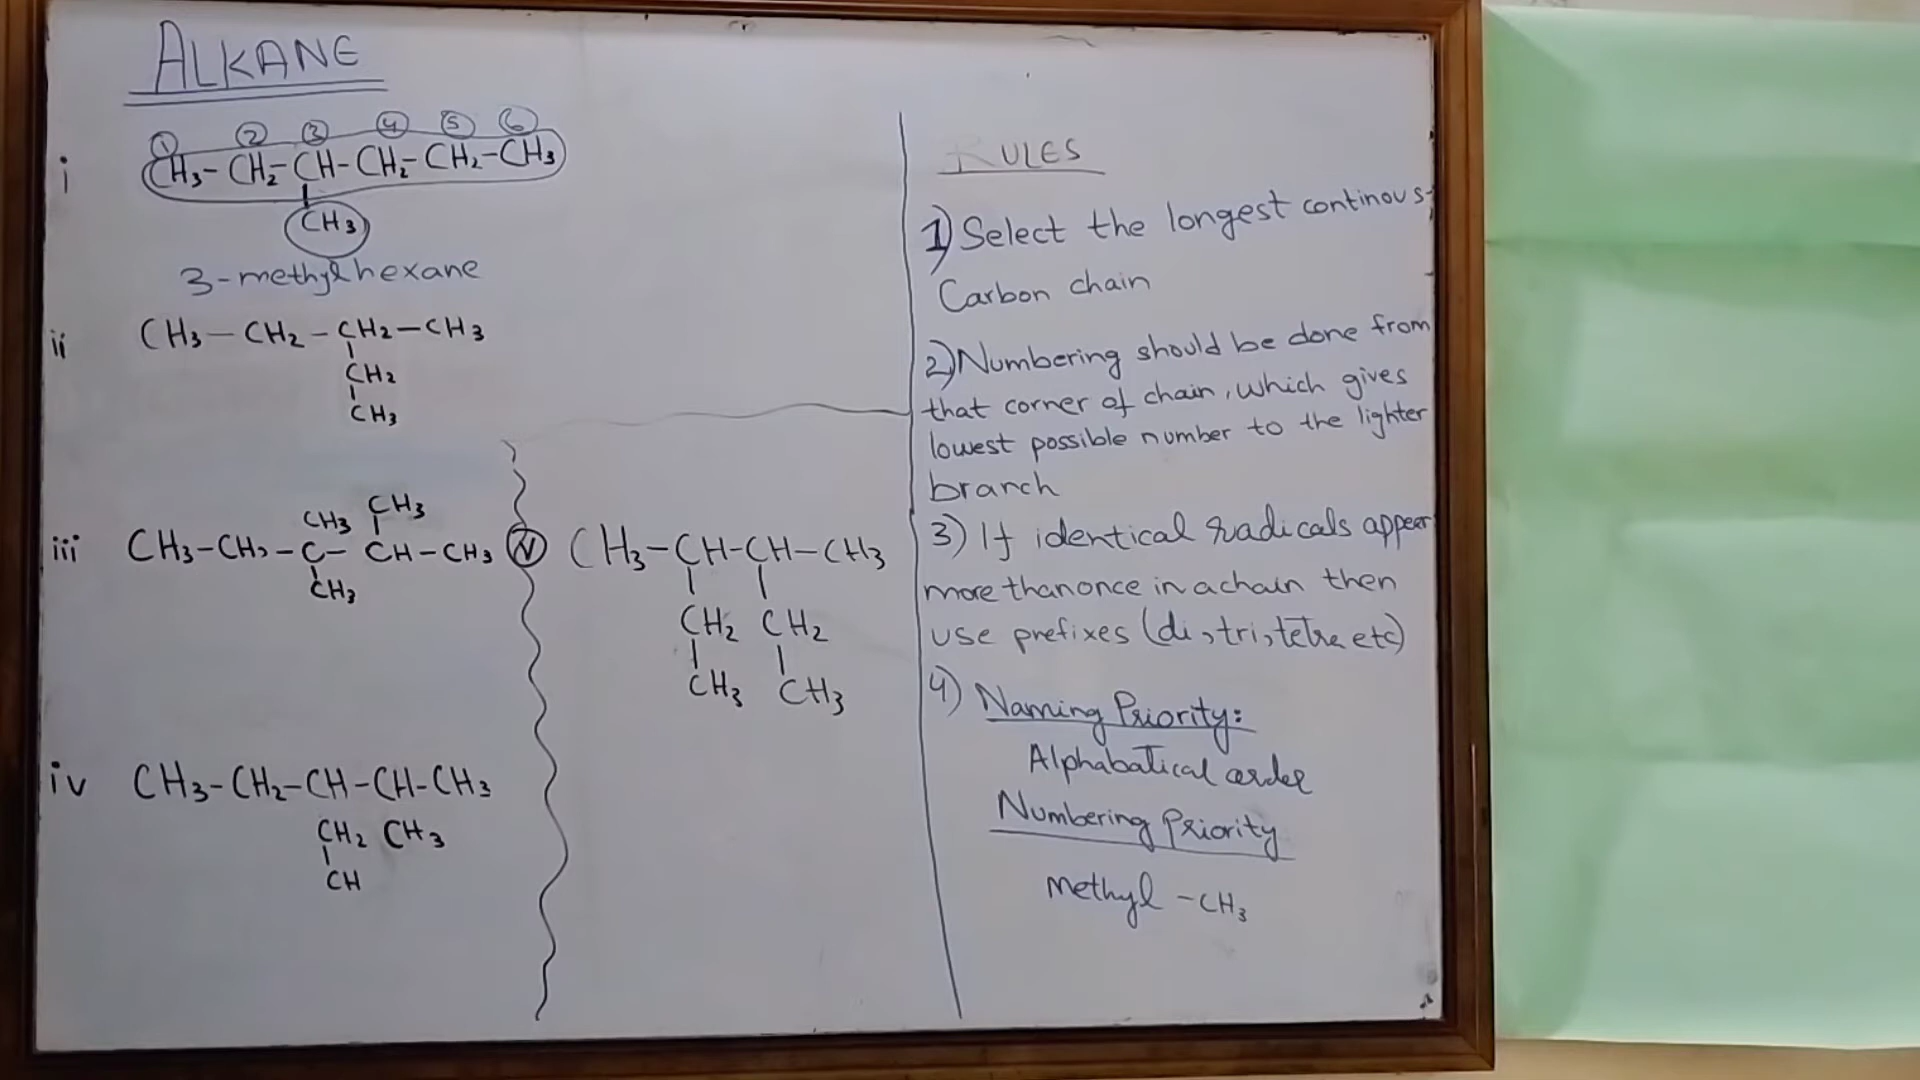 ALKANE
① ② ③ ④ ⑤ ⑥
i CH3-CH2-CH-CH2-CH2-CH3
CH3
3-methylhexane
ii CH3-CH2-CH2-CH3
CH2
CH3
CH3 CH3
iii CH3-CH2-C-CH-CH3
CH3
iv CH3-CH2-CH-CH-CH3
CH2 CH3
CH
V CH3-CH-CH-CH3
CH2 CH2
CH3 CH3
RULES
1) Select the longest continous-
Carbon chain
2) Numbering should be done from
that corner of chain, which gives
lowest possible number to the lighter
branch
3) If identical radicals appear
more than once in a chain then
use prefixes (di, tri, tetra etc)
4) Naming Priority:
Alphabatical order
Numbering Priority
Methyl -CH3